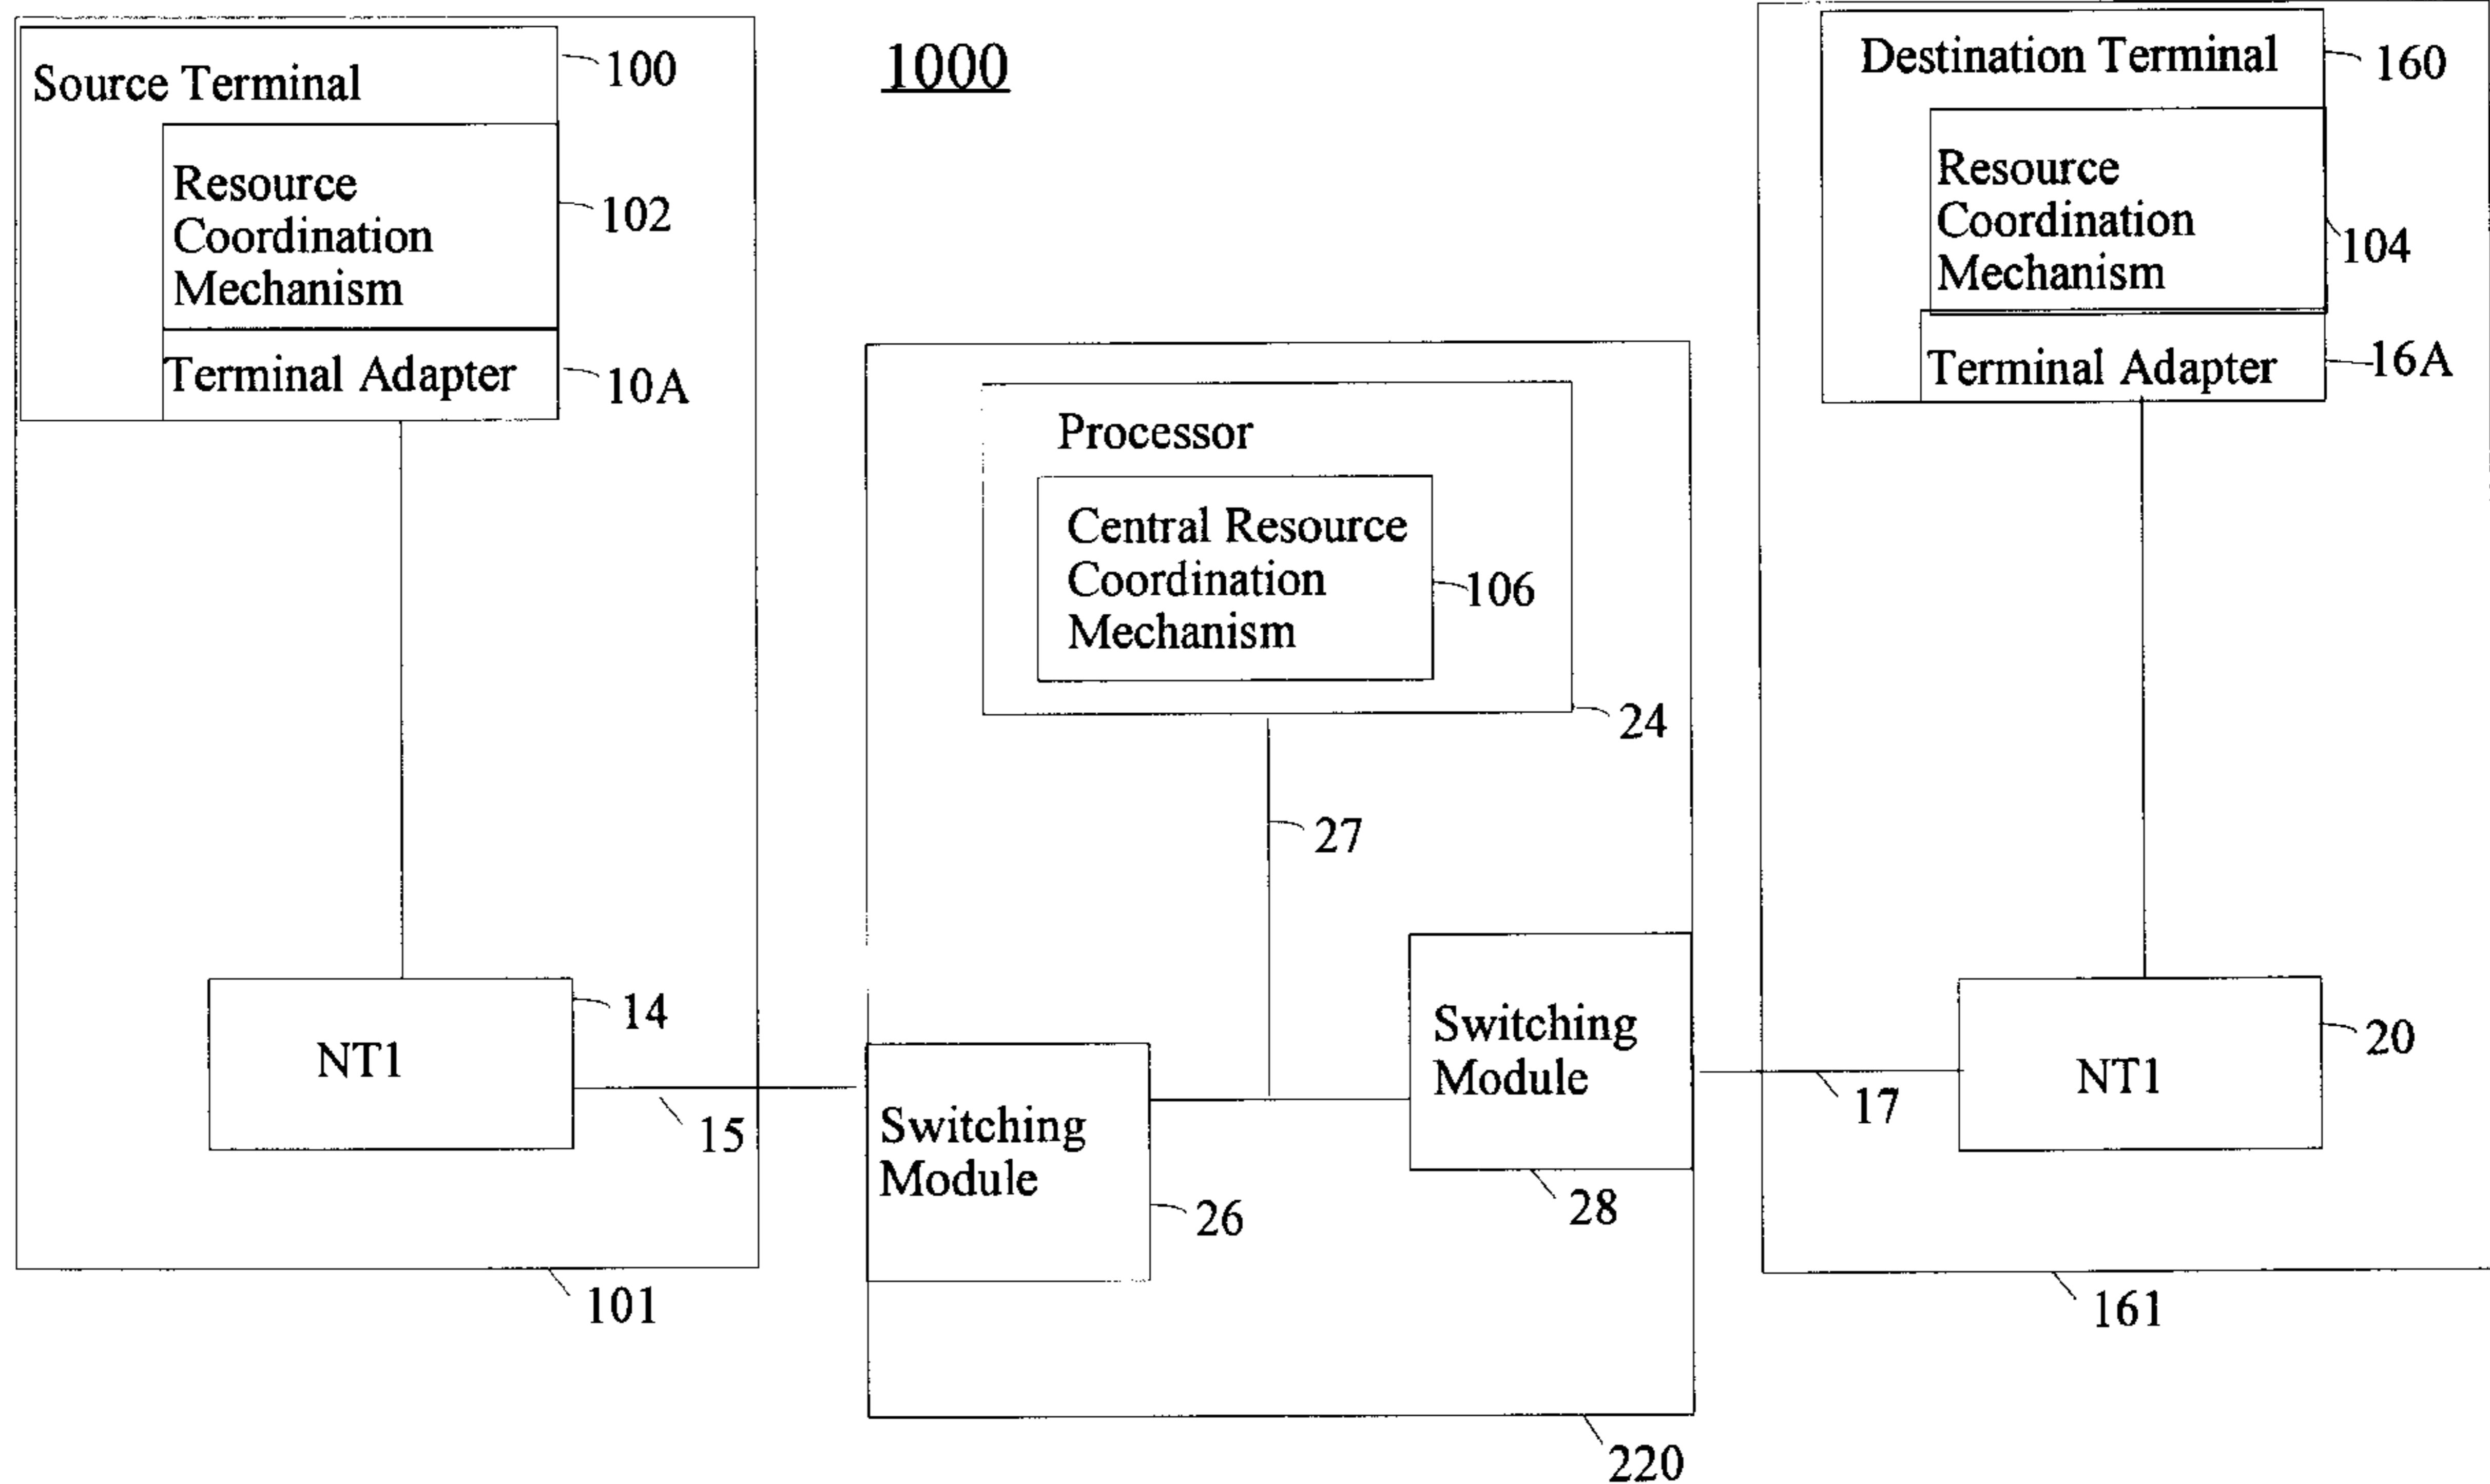 1000
Source Terminal
100
Resource
Coordination
Mechanism
102
Terminal Adapter
10A
NT1
14
15
101
Processor
Central Resource
Coordination
Mechanism
106
24
27
Switching
Module
26
Switching
Module
28
220
Destination Terminal
160
Resource
Coordination
Mechanism
104
Terminal Adapter
16A
NT1
20
17
161